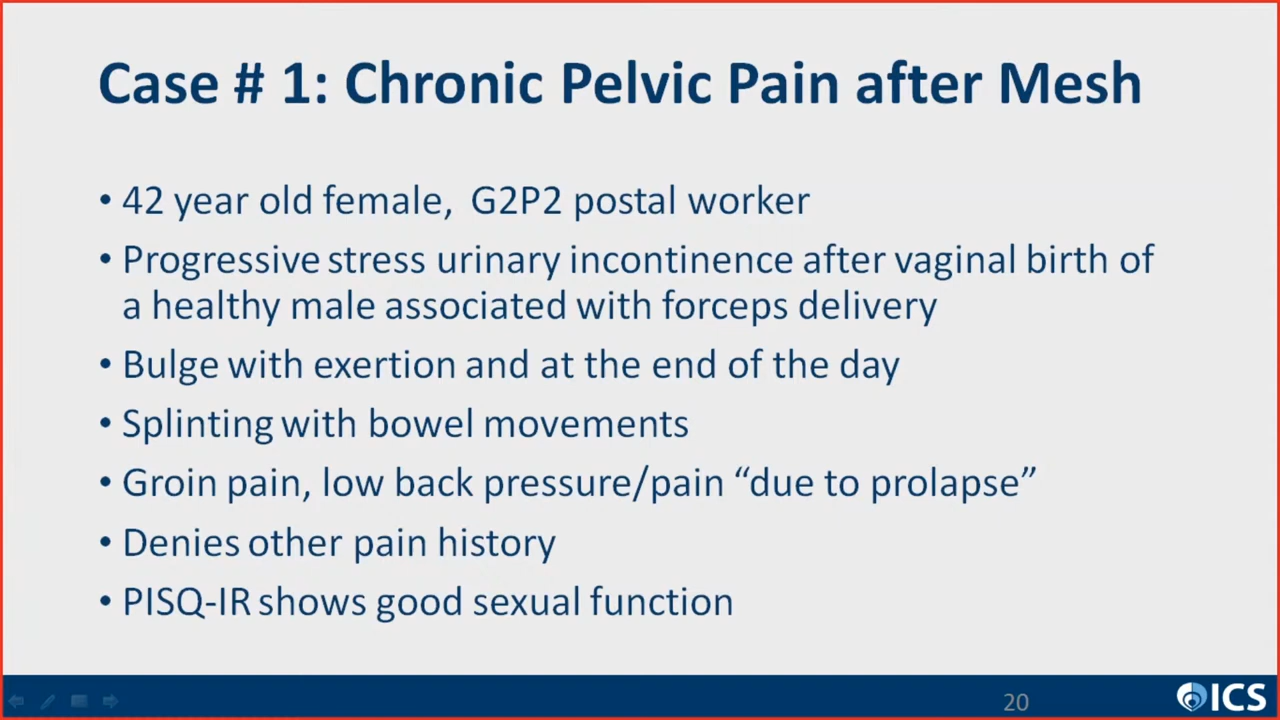 Case # 1: Chronic Pelvic Pain after Mesh
• 42 year old female, G2P2 postal worker
• Progressive stress urinary incontinence after vaginal birth of
a healthy male associated with forceps delivery
• Bulge with exertion and at the end of the day
• Splinting with bowel movements
• Groin pain, low back pressure/pain “due to prolapse”
• Denies other pain history
• PISQ-IR shows good sexual function
20
ICS